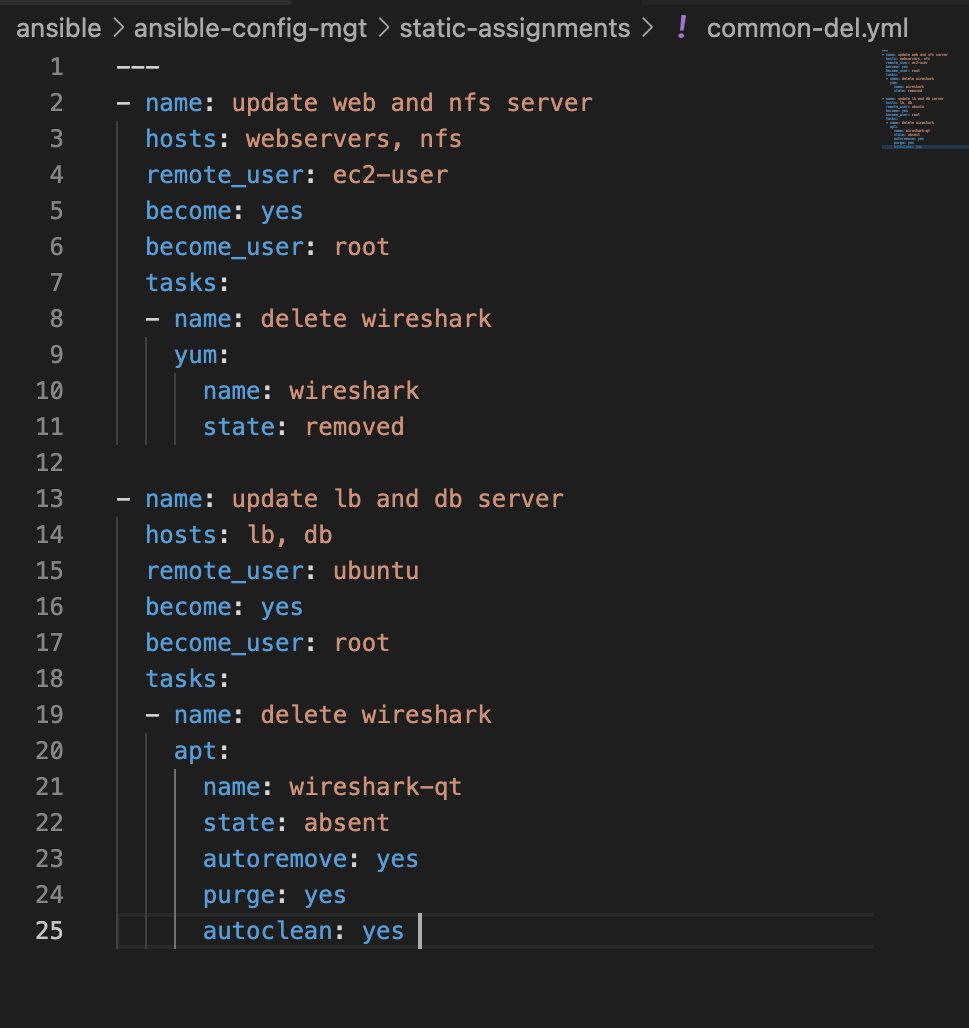 ansible > ansible-config-mgt > static-assignments > ! common-del.yml
1 ---
2 - name: update web and nfs server
3   hosts: webservers, nfs
4   remote_user: ec2-user
5   become: yes
6   become_user: root
7   tasks:
8   - name: delete wireshark
9     yum:
10       name: wireshark
11       state: removed
12
13 - name: update lb and db server
14   hosts: lb, db
15   remote_user: ubuntu
16   become: yes
17   become_user: root
18   tasks:
19   - name: delete wireshark
20     apt:
21       name: wireshark-qt
22       state: absent
23       autoremove: yes
24       purge: yes
25       autoclean: yes